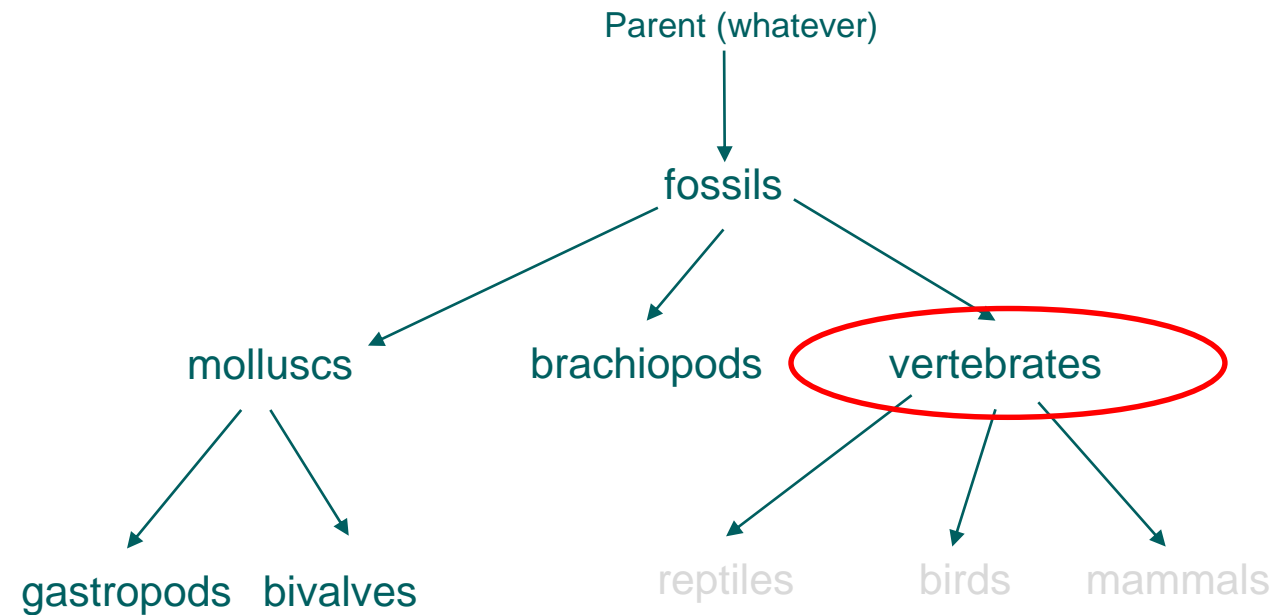 Parent (whatever)
fossils
molluscs brachiopods vertebrates
gastropods bivalves reptiles birds mammals